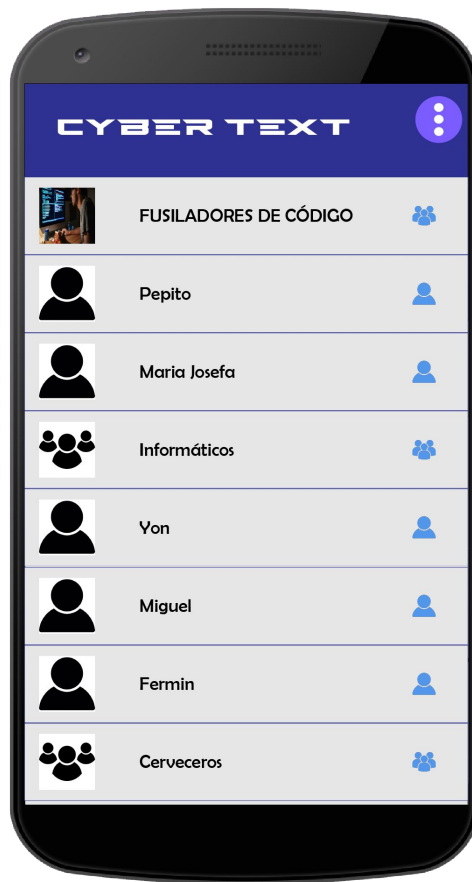 CYBER TEXT
FUSILADORES DE CÓDIGO
Pepito
Maria Josefa
Informáticos
Yon
Miguel
Fermin
Cerveceros